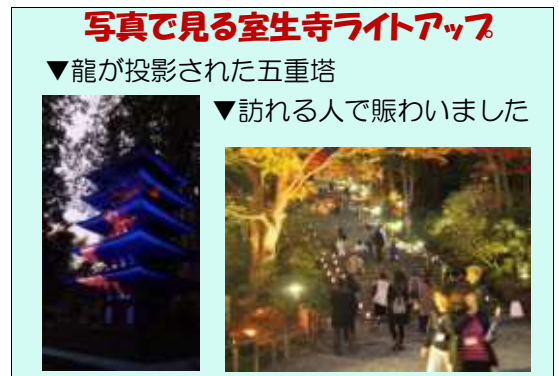 写真で見る室生寺ライトアップ
▼龍が投影された五重塔
▼訪れる人で賑わいました